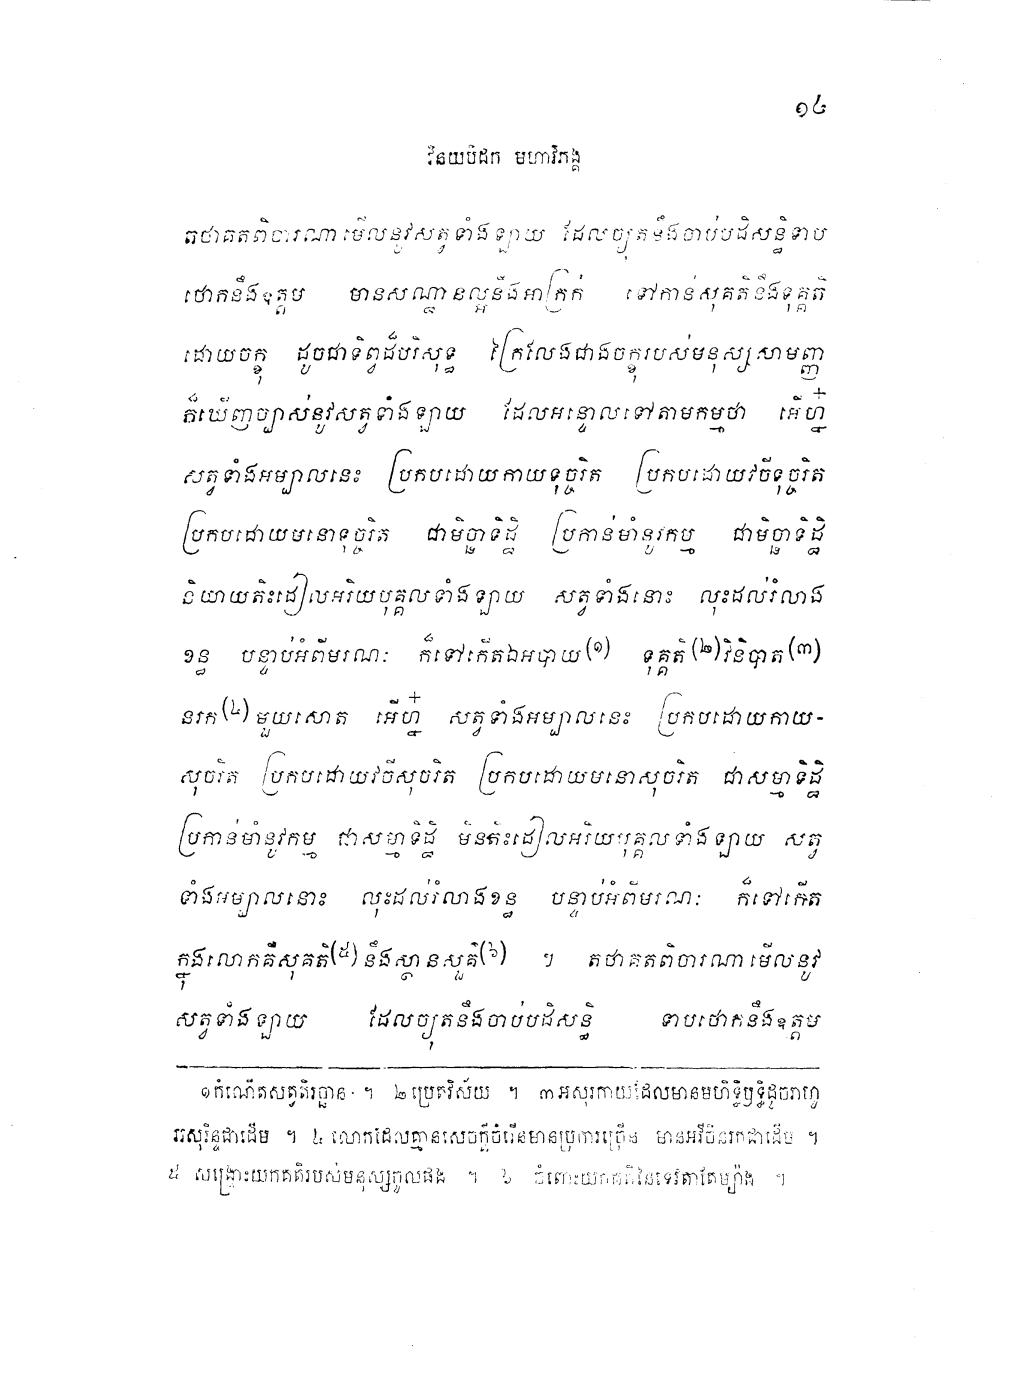 ១៤
វិនយបិដក មហាវិភង្គ
តថាគតពិចារណាមើលនូវសត្វទាំងឡាយ ដែលច្យុតនឹងចាប់បដិសន្ធិទាប
ថោកនឹងឧត្តម មានសណ្ឋានល្អនឹងអាក្រក់ ទៅកាន់សុគតិនឹងទុគ្គតិ
ដោយចក្ខុ ដូចជាទិព្វដ៏បរិសុទ្ធ ក្រៃលែងជាងចក្ខុរបស់មនុស្សសាមញ្ញ
ក៏ឃើញច្បាស់នូវសត្វទាំងឡាយ ដែលអន្ទោលទៅតាមកម្មថា អើហ្ន៎
សត្វទាំងអម្បាលនេះ ប្រកបដោយកាយទុច្ចរិត ប្រកបដោយវចីទុច្ចរិត
ប្រកបដោយមនោទុច្ចរិត ជាមិច្ឆាទិដ្ឋិ ប្រកាន់មាំនូវកម្ម ជាមិច្ឆាទិដ្ឋិ
និយាយតិះដៀលអរិយបុគ្គលទាំងឡាយ សត្វទាំងនោះ លុះដល់រំលាង
ខន្ធ បន្ទាប់អំពីមរណៈ ក៏ទៅកើតឯអបាយ(១) ទុគ្គតិ(២)វិនិបាត(៣)
នរក(៤)មួយសោត អើហ្ន៎ សត្វទាំងអម្បាលនេះ ប្រកបដោយកាយ-
សុចរិត ប្រកបដោយវចីសុចរិត ប្រកបដោយមនោសុចរិត ជាសម្មាទិដ្ឋិ
ប្រកាន់មាំនូវកម្ម ជាសម្មាទិដ្ឋិ មិនតិះដៀលអរិយបុគ្គលទាំងឡាយ សត្វ
ទាំងអម្បាលនោះ លុះដល់រំលាងខន្ធ បន្ទាប់អំពីមរណៈ ក៏ទៅកើត
ក្នុងលោកគឺសុគតិ(៥)នឹងស្ថានសួគ៌(៦) ។ តថាគតពិចារណាមើលនូវ
សត្វទាំងឡាយ ដែលច្យុតនឹងចាប់បដិសន្ធិ ទាបថោកនឹងឧត្តម
១កំណើតសត្វតិរច្ឆាន ។ ២ប្រេតវិស័យ ។ ៣អសុរកាយដែលមានមហិទ្ធិឫទ្ធិដូចរាហ្វ
អសុរិន្ទជាដើម ។ ៤ លោកដែលគ្មានសេចក្តីចំរើនមានប្រការច្រើន មានអវីចិនរកជាដើម ។
៥ សង្គ្រោះយកគតិរបស់មនុស្សចូលផង ។ ៦ ចំពោះយកគតិនៃទេវតាតែម្យ៉ាង ។